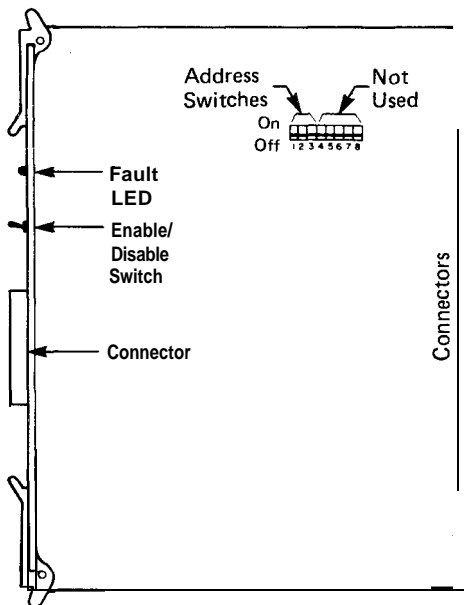 Address
Switches
Not
Used
On
Off
1 2 3 4 5 6 7 8
Fault
LED
Enable/
Disable
Switch
Connector
Connectors